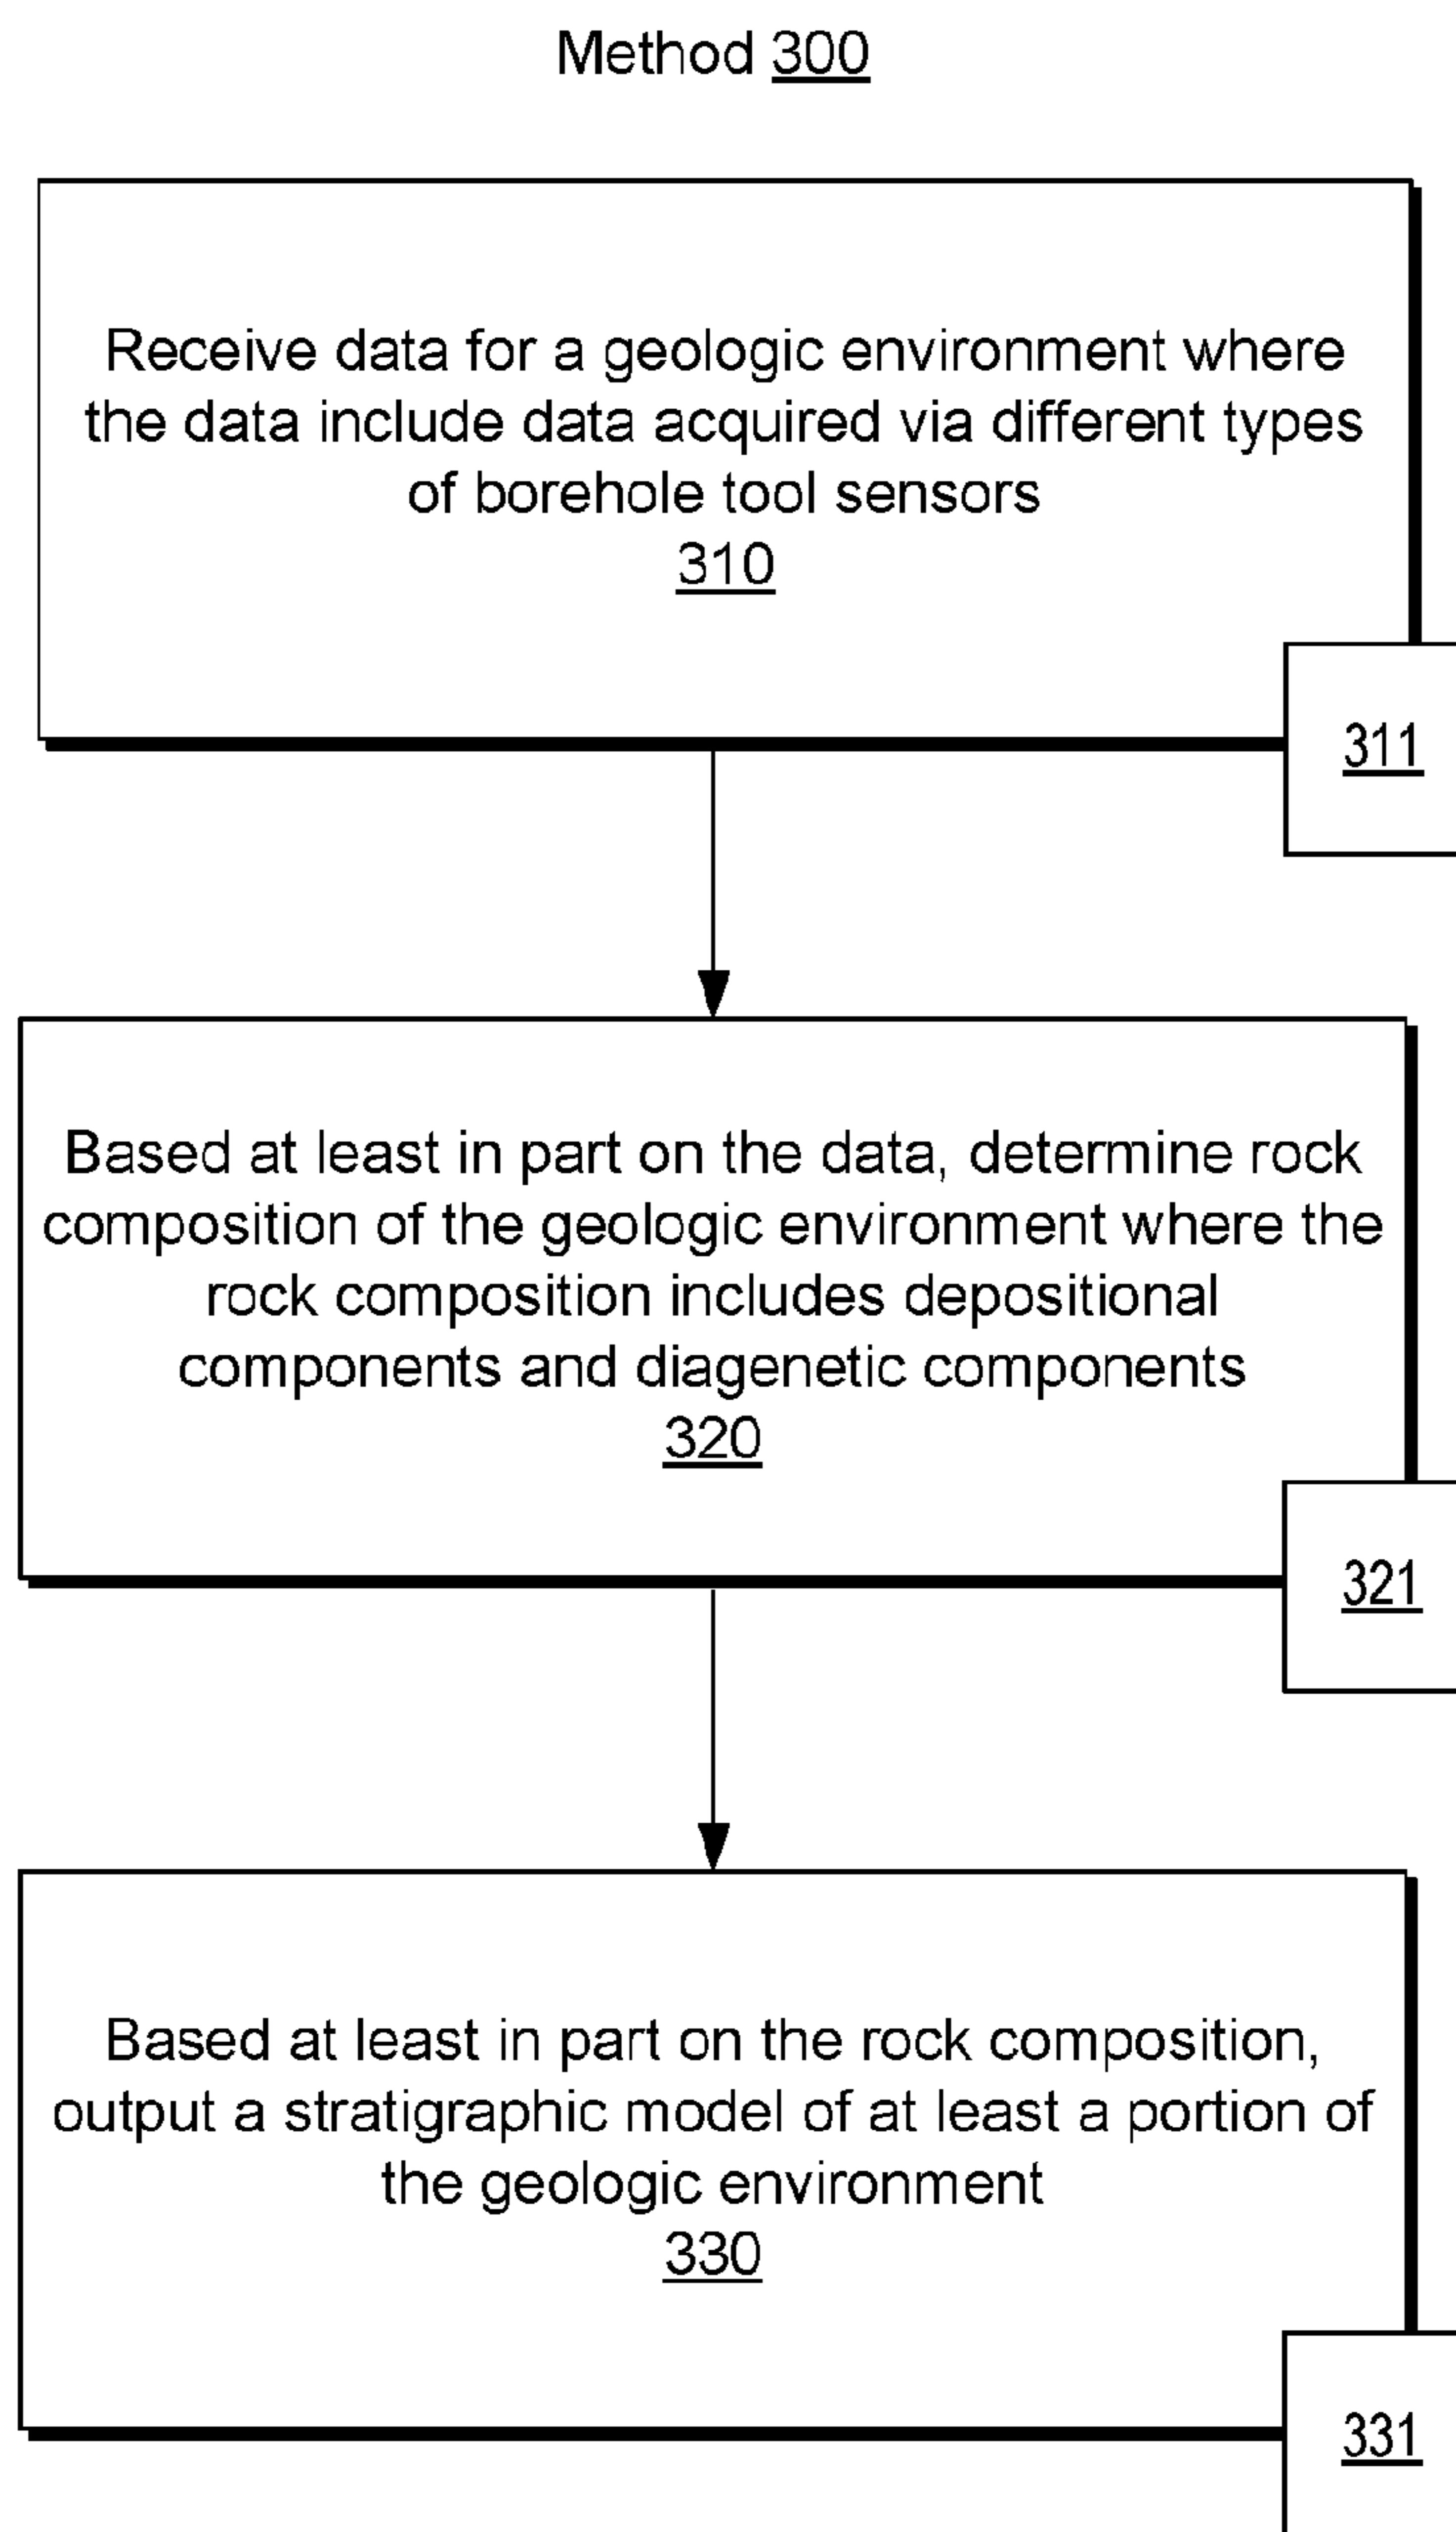 Method 300
Receive data for a geologic environment where
the data include data acquired via different types
of borehole tool sensors
310
311
Based at least in part on the data, determine rock
composition of the geologic environment where the
rock composition includes depositional
components and diagenetic components
320
321
Based at least in part on the rock composition,
output a stratigraphic model of at least a portion of
the geologic environment
330
331